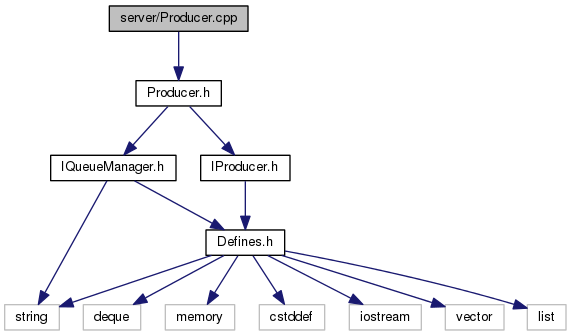 server/Producer.cpp
Producer.h
IQueueManager.h
IProducer.h
Defines.h
string
deque
memory
cstddef
iostream
vector
list